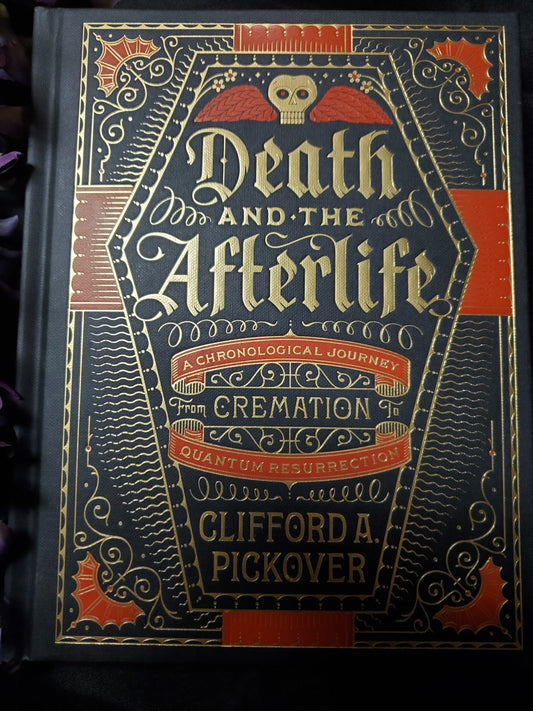 Death
AND·THE
Afterlife
A CHRONOLOGICAL JOURNEY
From CREMATION To
QUANTUM RESURRECTION
CLIFFORD A.
PICKOVER